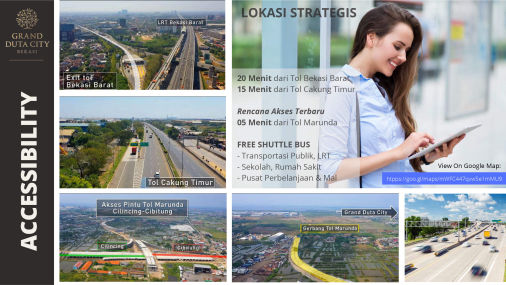 GRAND
DUTA CITY
BEKASI
ACCESSIBILITY
LRT Bekasi Barat
Exit tol
Bekasi Barat
Tol Cakung Timur
LOKASI STRATEGIS
20 Menit dari Tol Bekasi Barat
15 Menit dari Tol Cakung Timur
Rencana Akses Terbaru
05 Menit dari Tol Marunda
FREE SHUTTLE BUS
- Transportasi Publik, LRT
- Sekolah, Rumah Sakit
- Pusat Perbelanjaan & Mal
View On Google Map:
Akses Pintu Tol Marunda
Cilincing-Cibitung
Cilincing
Cibitung
Grand Duta City
Gerbang Tol Marunda